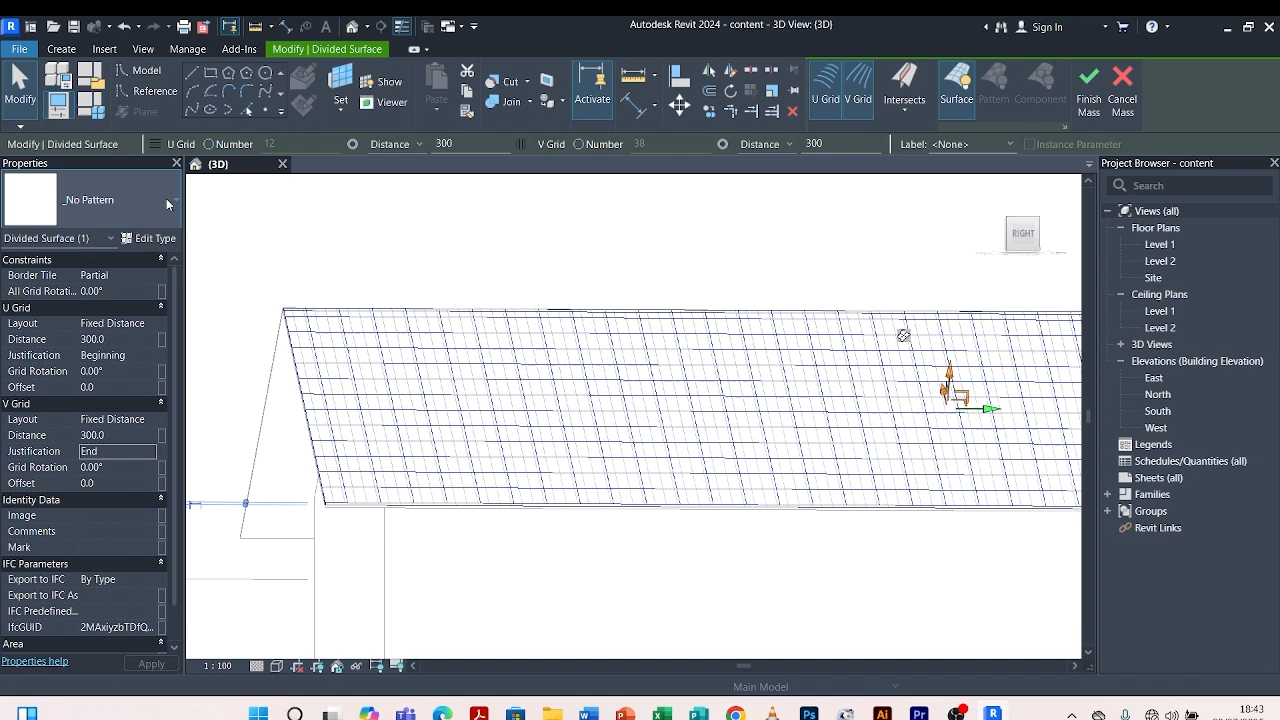 Autodesk Revit 2024 - content - 3D View: {3D}
Sign In
File Create Insert View Manage Add-Ins Modify | Divided Surface
Modify
Model
Reference
Plane
Set
Show
Viewer
Paste
Cut
Join
Activate
U Grid V Grid
Intersects
Surface Pattern Component
Finish Mass
Cancel Mass
Modify | Divided Surface U Grid Number 12 Distance 300 V Grid Number 38 Distance 300 Label: <None> Instance Parameter
Properties
_No Pattern
Divided Surface (1) Edit Type
Constraints
Border Tile Partial
All Grid Rotati... 0.00°
U Grid
Layout Fixed Distance
Distance 300.0
Justification Beginning
Grid Rotation 0.00°
Offset 0.0
V Grid
Layout Fixed Distance
Distance 300.0
Justification End
Grid Rotation 0.00°
Offset 0.0
Identity Data
Image
Comments
Mark
IFC Parameters
Export to IFC By Type
Export to IFC As
IFC Predefined...
IfcGUID 2MAxiyzbTDfQ...
Area
Properties help Apply
{3D}
RIGHT
1 : 100
Main Model
Project Browser - content
Search
Views (all)
Floor Plans
Level 1
Level 2
Site
Ceiling Plans
Level 1
Level 2
3D Views
Elevations (Building Elevation)
East
North
South
West
Legends
Schedules/Quantities (all)
Sheets (all)
Families
Groups
Revit Links
18:43